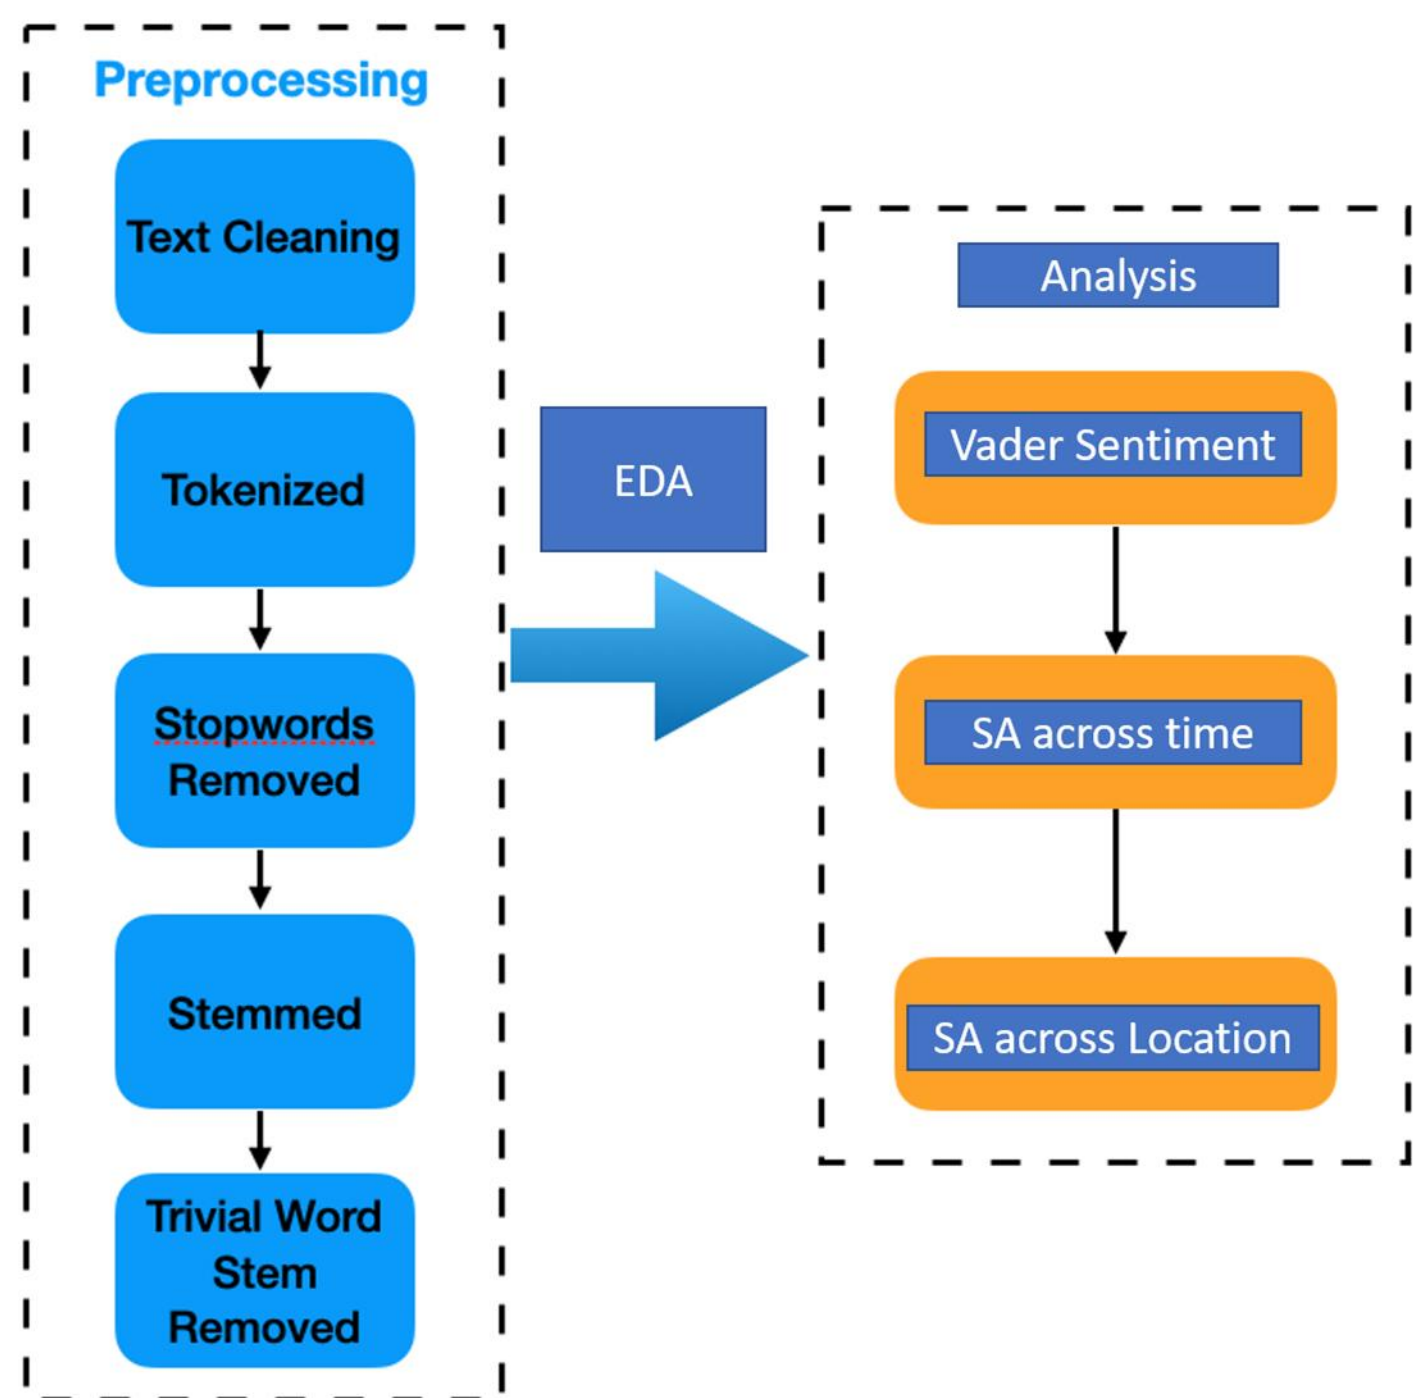 Preprocessing
Text Cleaning
Tokenized
Stopwords
Removed
Stemmed
Trivial Word
Stem
Removed
EDA
Analysis
Vader Sentiment
SA across time
SA across Location